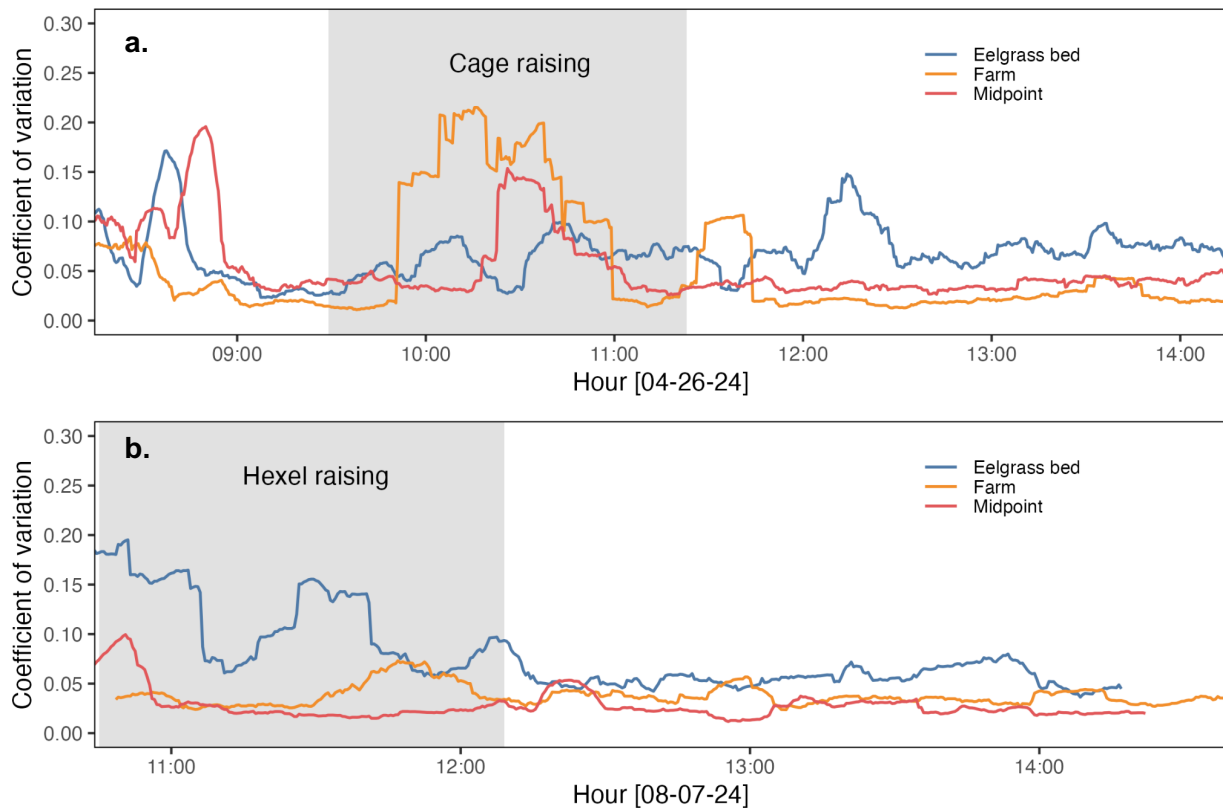 a.
Cage raising
Eelgrass bed
Farm
Midpoint
Coefficient of variation
0.30
0.25
0.20
0.15
0.10
0.05
0.00
09:00 10:00 11:00 12:00 13:00 14:00
Hour [04-26-24]
b.
Hexel raising
Eelgrass bed
Farm
Midpoint
Coefficient of variation
0.30
0.25
0.20
0.15
0.10
0.05
0.00
11:00 12:00 13:00 14:00
Hour [08-07-24]